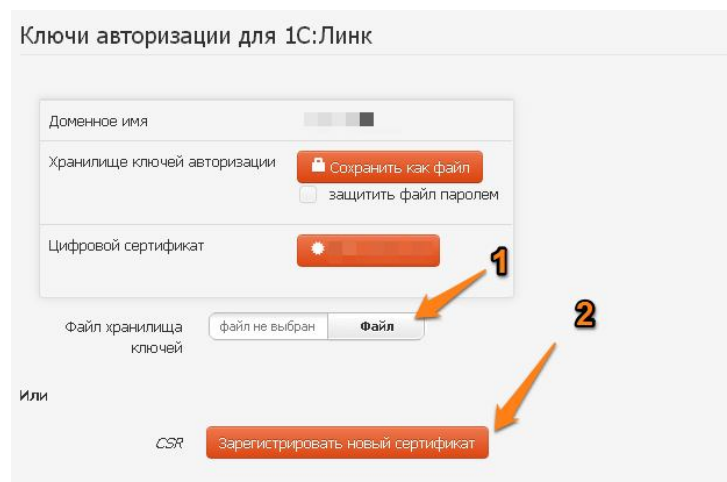 Ключи авторизации для 1С:Линк
Доменное имя
Хранилище ключей авторизации
Сохранить как файл
защитить файл паролем
Цифровой сертификат
1
Файл хранилища
ключей
файл не выбран
Файл
2
Или
CSR
Зарегистрировать новый сертификат